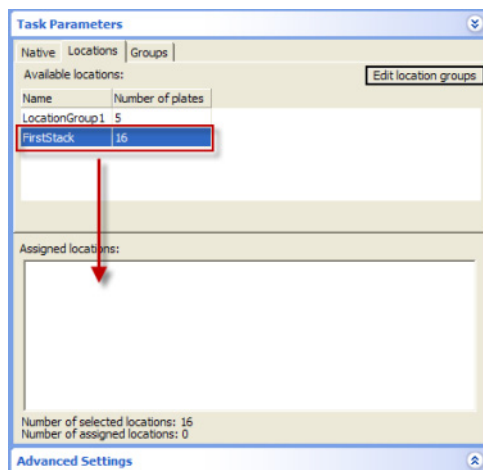 Task Parameters
Native Locations Groups
Available locations: Edit location groups
Name Number of plates
LocationGroup1 5
FirstStack 16
Assigned locations:
Number of selected locations: 16
Number of assigned locations: 0
Advanced Settings